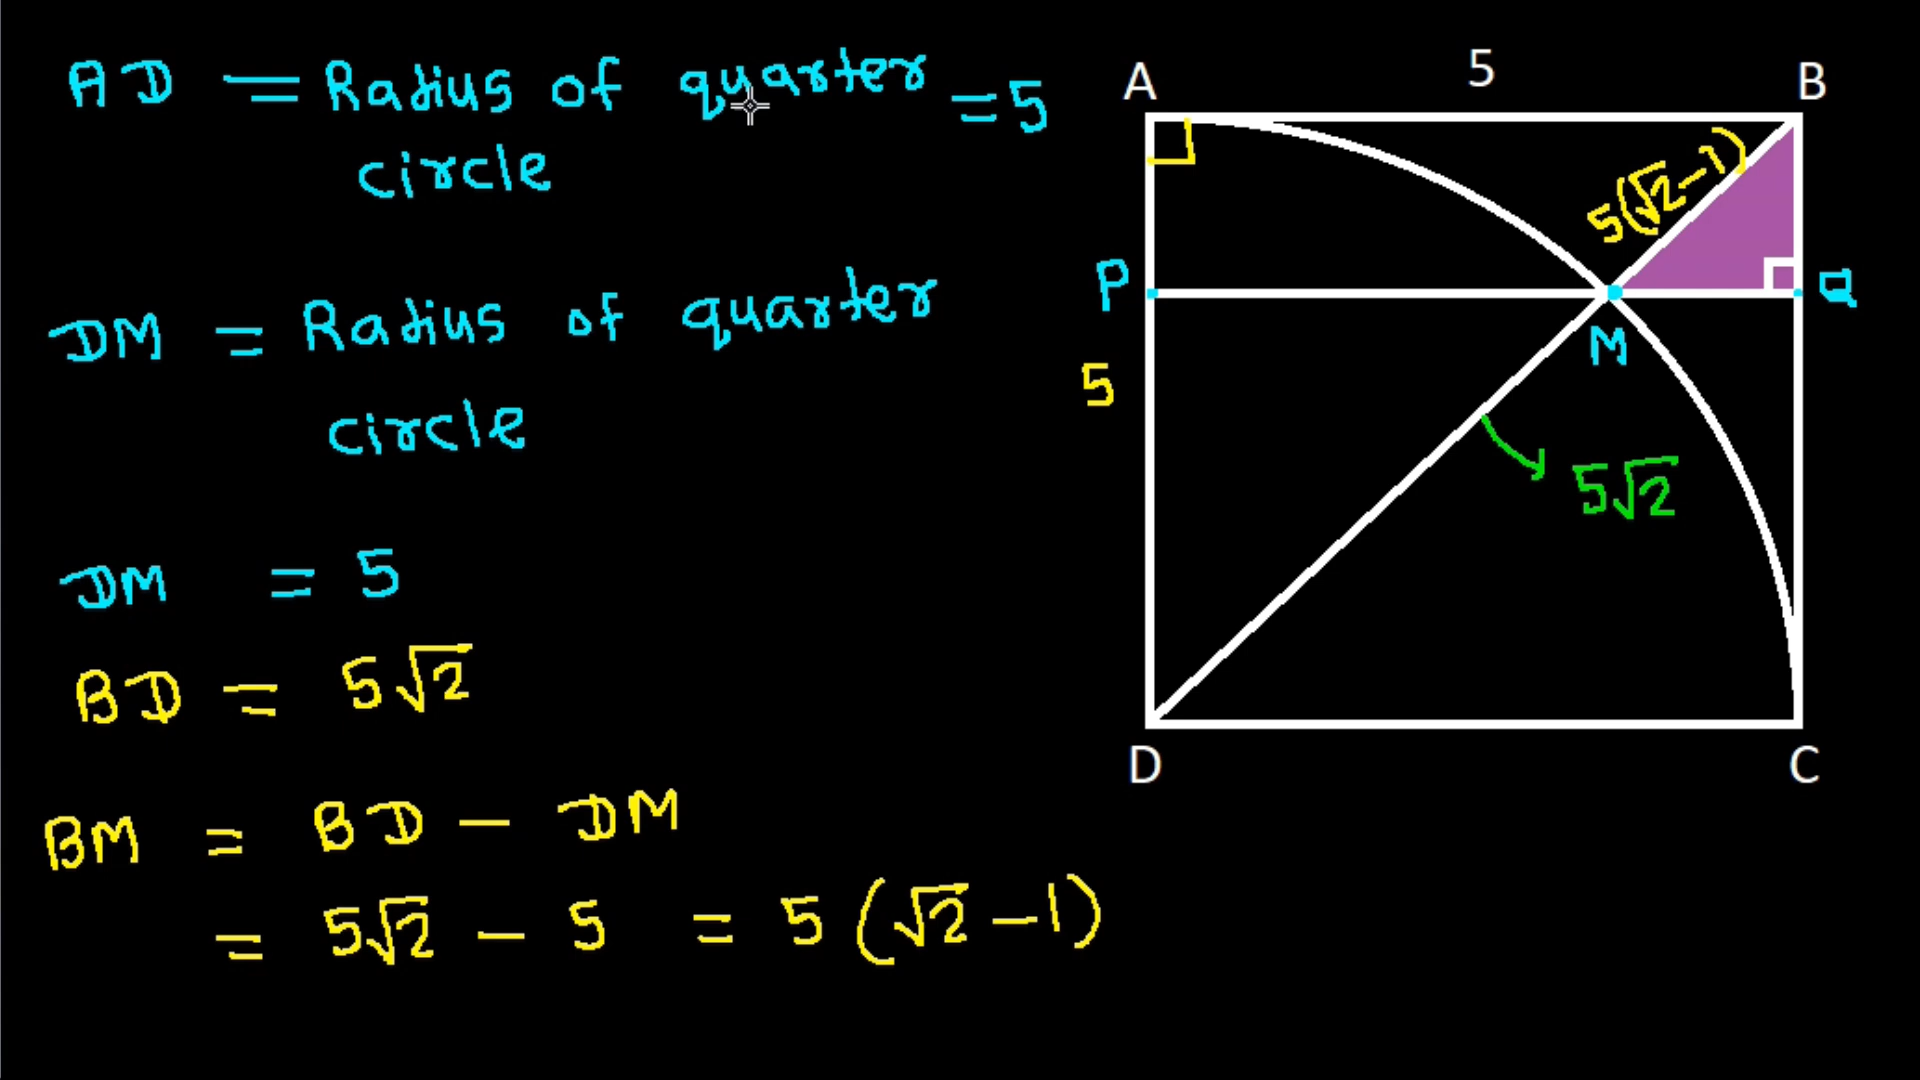 AD = Radius of quarter = 5
circle
DM = Radius of quarter
circle
DM = 5
BD = 5√2
BM = BD - DM
= 5√2 - 5 = 5(√2-1)
A 5 B
5(√2-1)
P Q
M
5
5√2
D C